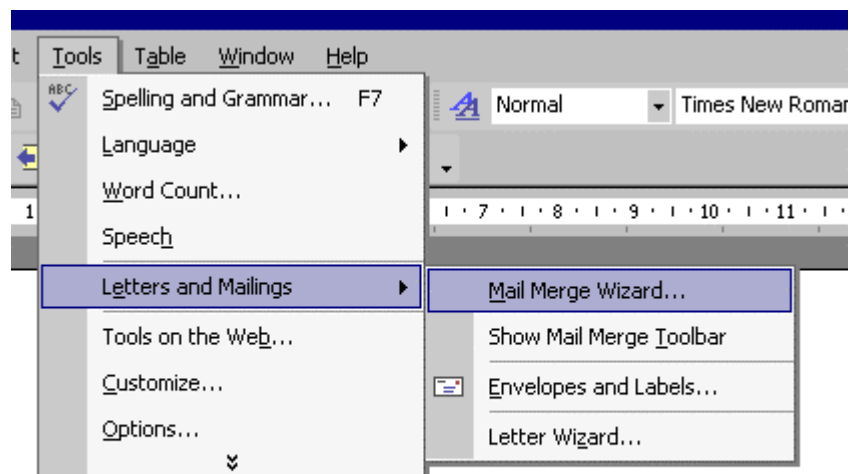 t Tools Table Window Help
ABC Spelling and Grammar... F7
Normal Times New Roman
Language
Word Count...
1 7 8 9 10 11
Speech
Letters and Mailings
Mail Merge Wizard...
Tools on the Web...
Show Mail Merge Toolbar
Customize...
Envelopes and Labels...
Options...
Letter Wizard...